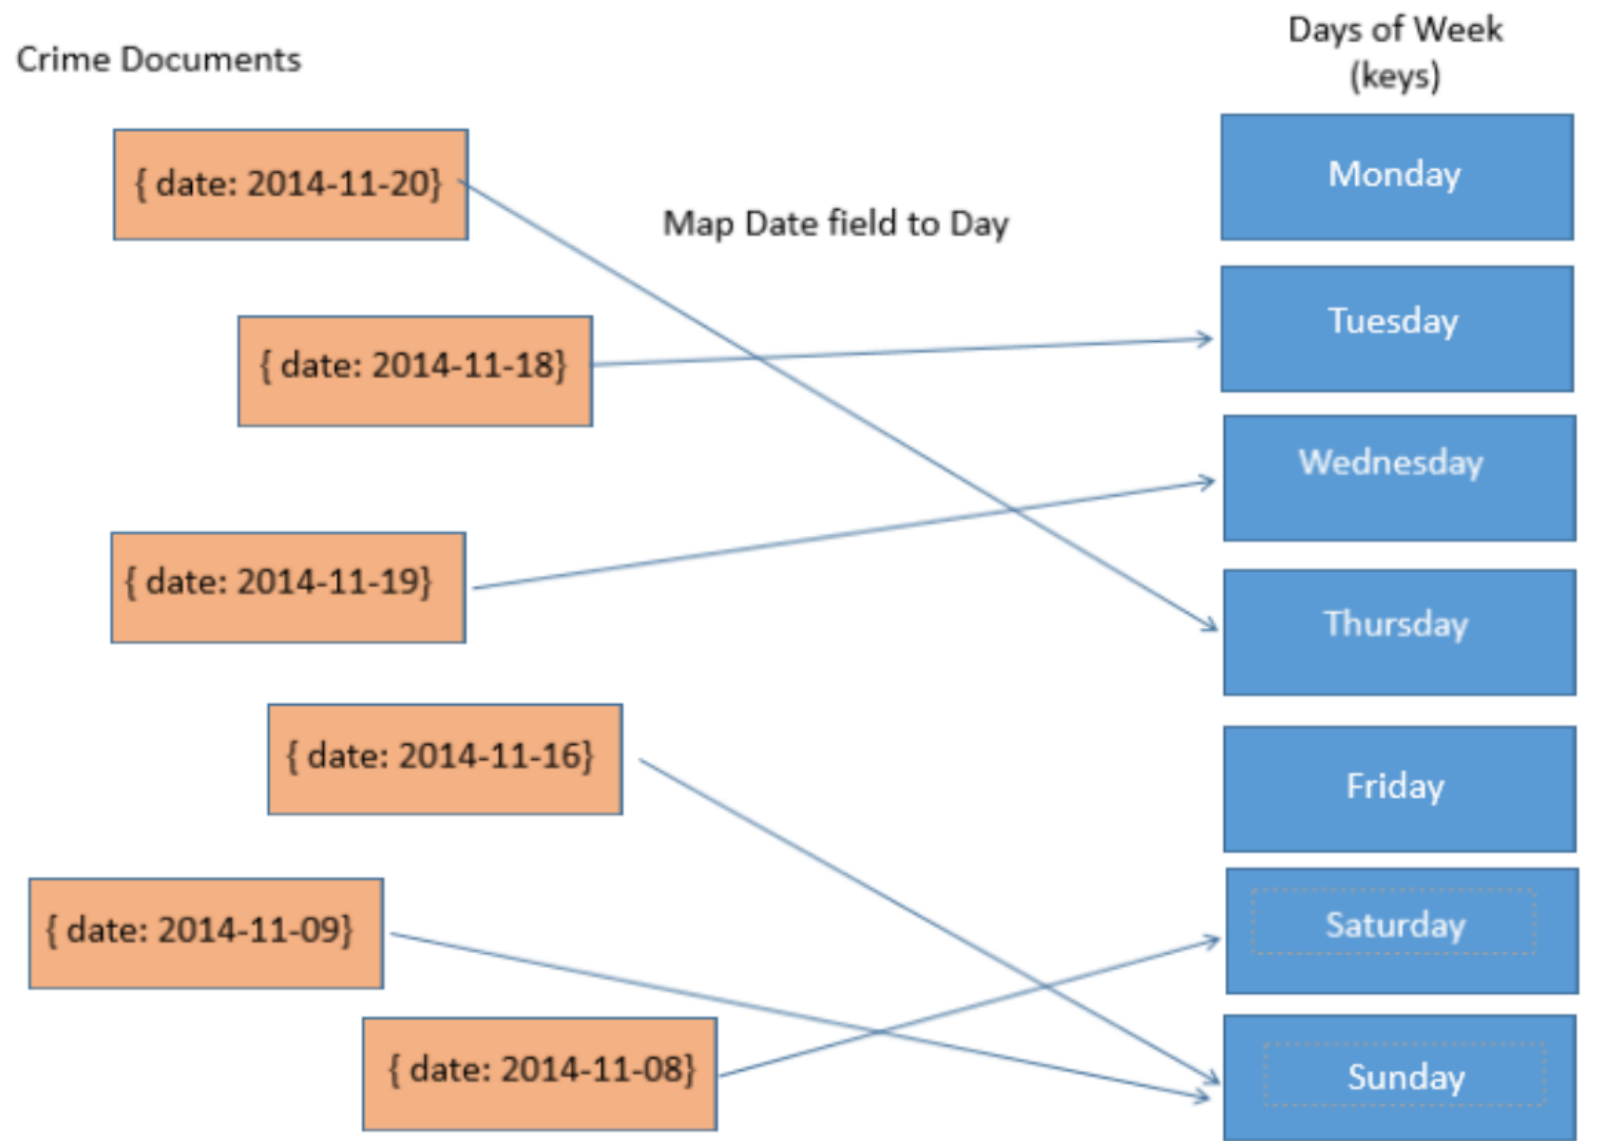 Crime Documents
Days of Week
(keys)
{ date: 2014-11-20}
Monday
Map Date field to Day
{ date: 2014-11-18}
Tuesday
Wednesday
{ date: 2014-11-19}
Thursday
{ date: 2014-11-16}
Friday
{ date: 2014-11-09}
Saturday
{ date: 2014-11-08}
Sunday